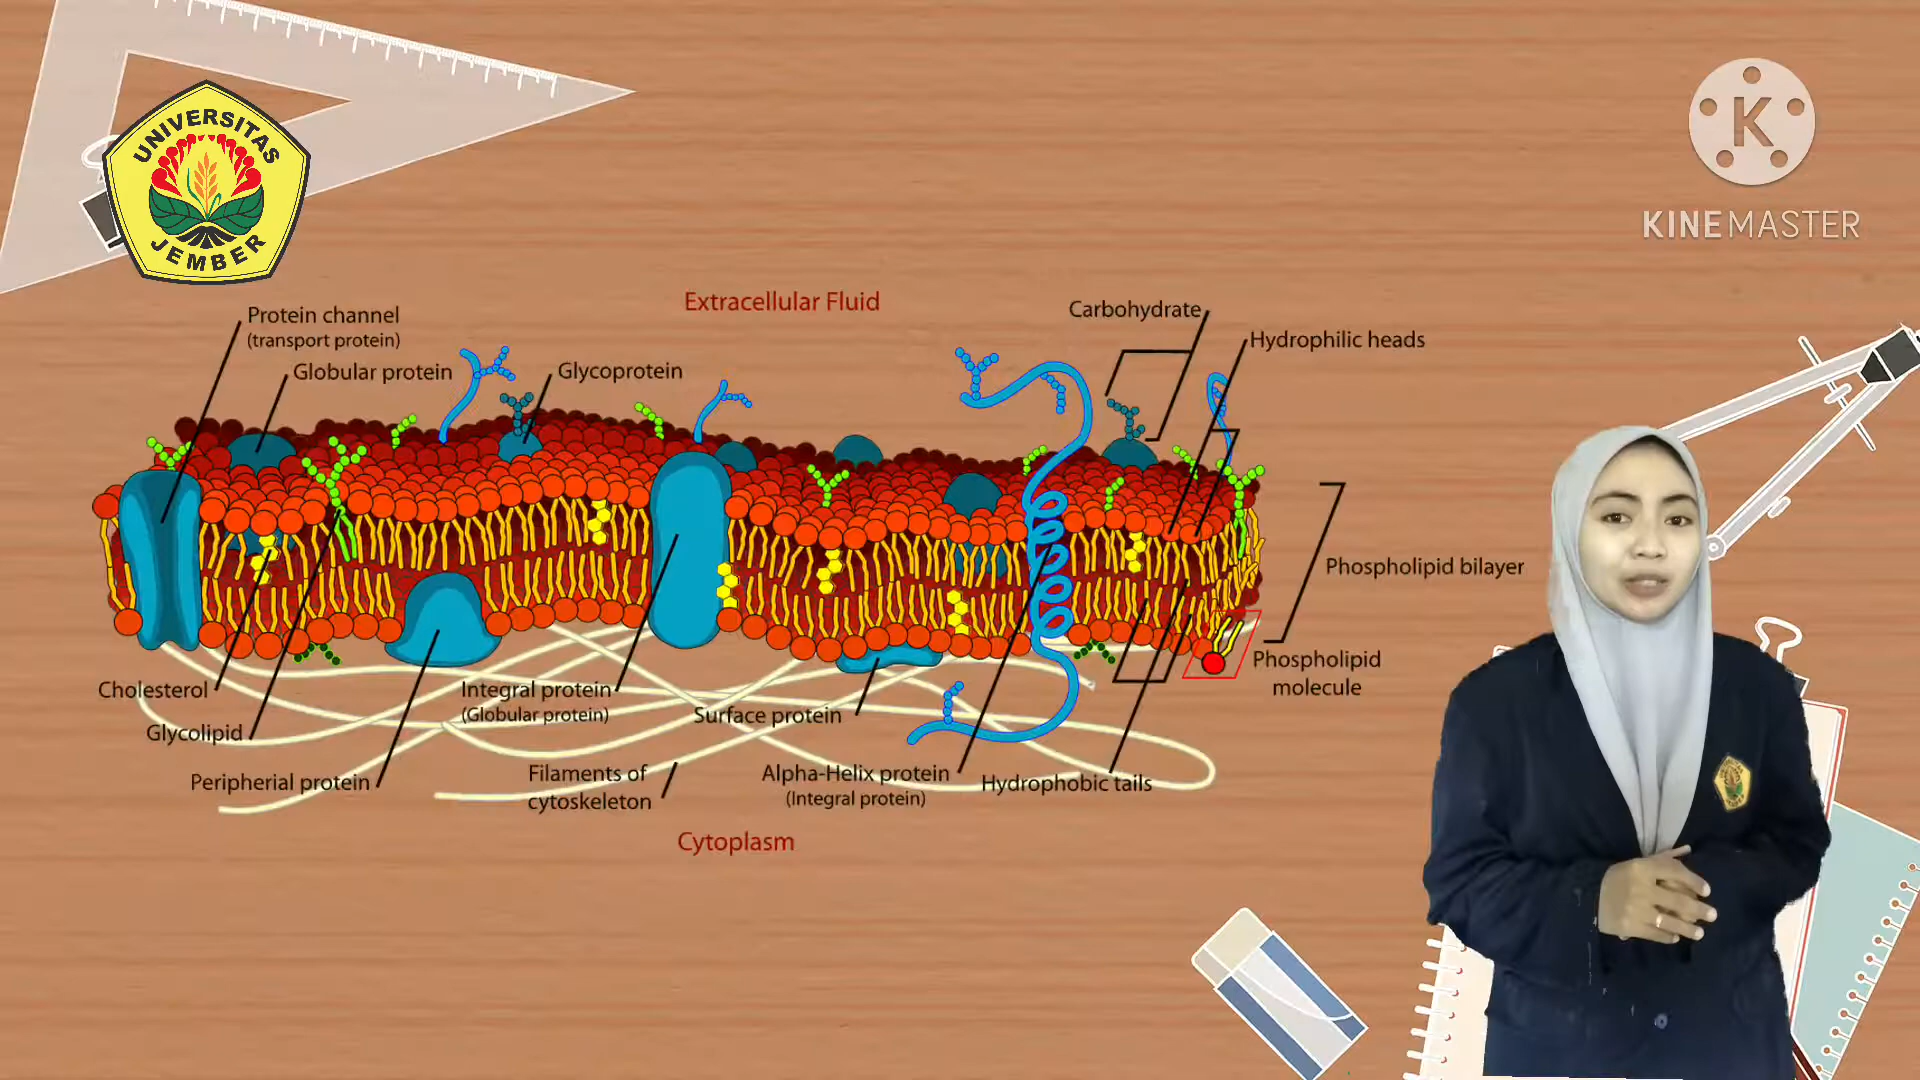 UNIVERSITAS
JEMBER
K
KINEMASTER
Extracellular Fluid
Carbohydrate
Protein channel
(transport protein)
Hydrophilic heads
Globular protein
Glycoprotein
Phospholipid bilayer
Phospholipid
molecule
Cholesterol
Integral protein
(Globular protein)
Surface protein
Glycolipid
Peripherial protein
Filaments of
cytoskeleton
Alpha-Helix protein
(Integral protein)
Hydrophobic tails
Cytoplasm